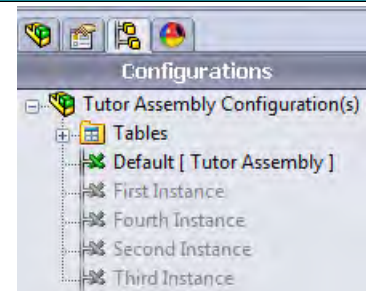 Configurations
Tutor Assembly Configuration(s)
Tables
Default [ Tutor Assembly ]
First Instance
Fourth Instance
Second Instance
Third Instance